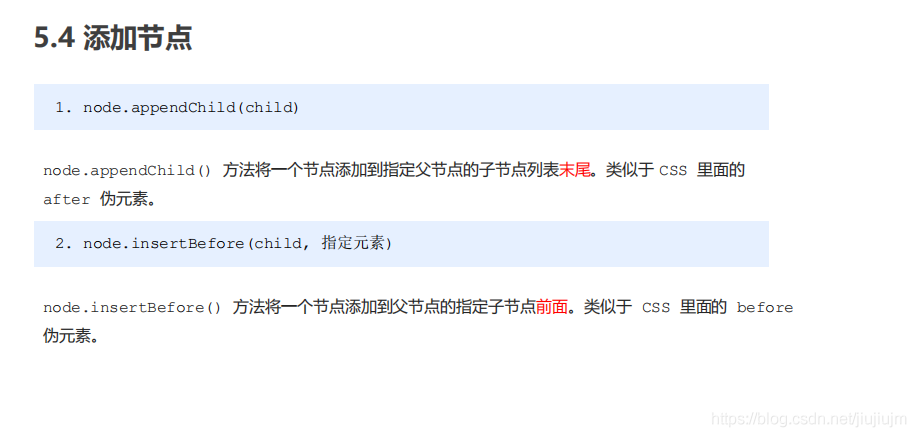 5.4 添加节点
1. node.appendChild(child)
node.appendChild() 方法将一个节点添加到指定父节点的子节点列表末尾。类似于 CSS 里面的
after 伪元素。
2. node.insertBefore(child, 指定元素)
node.insertBefore() 方法将一个节点添加到父节点的指定子节点前面。类似于 CSS 里面的 before
伪元素。
https://blog.csdn.net/jiujiujm